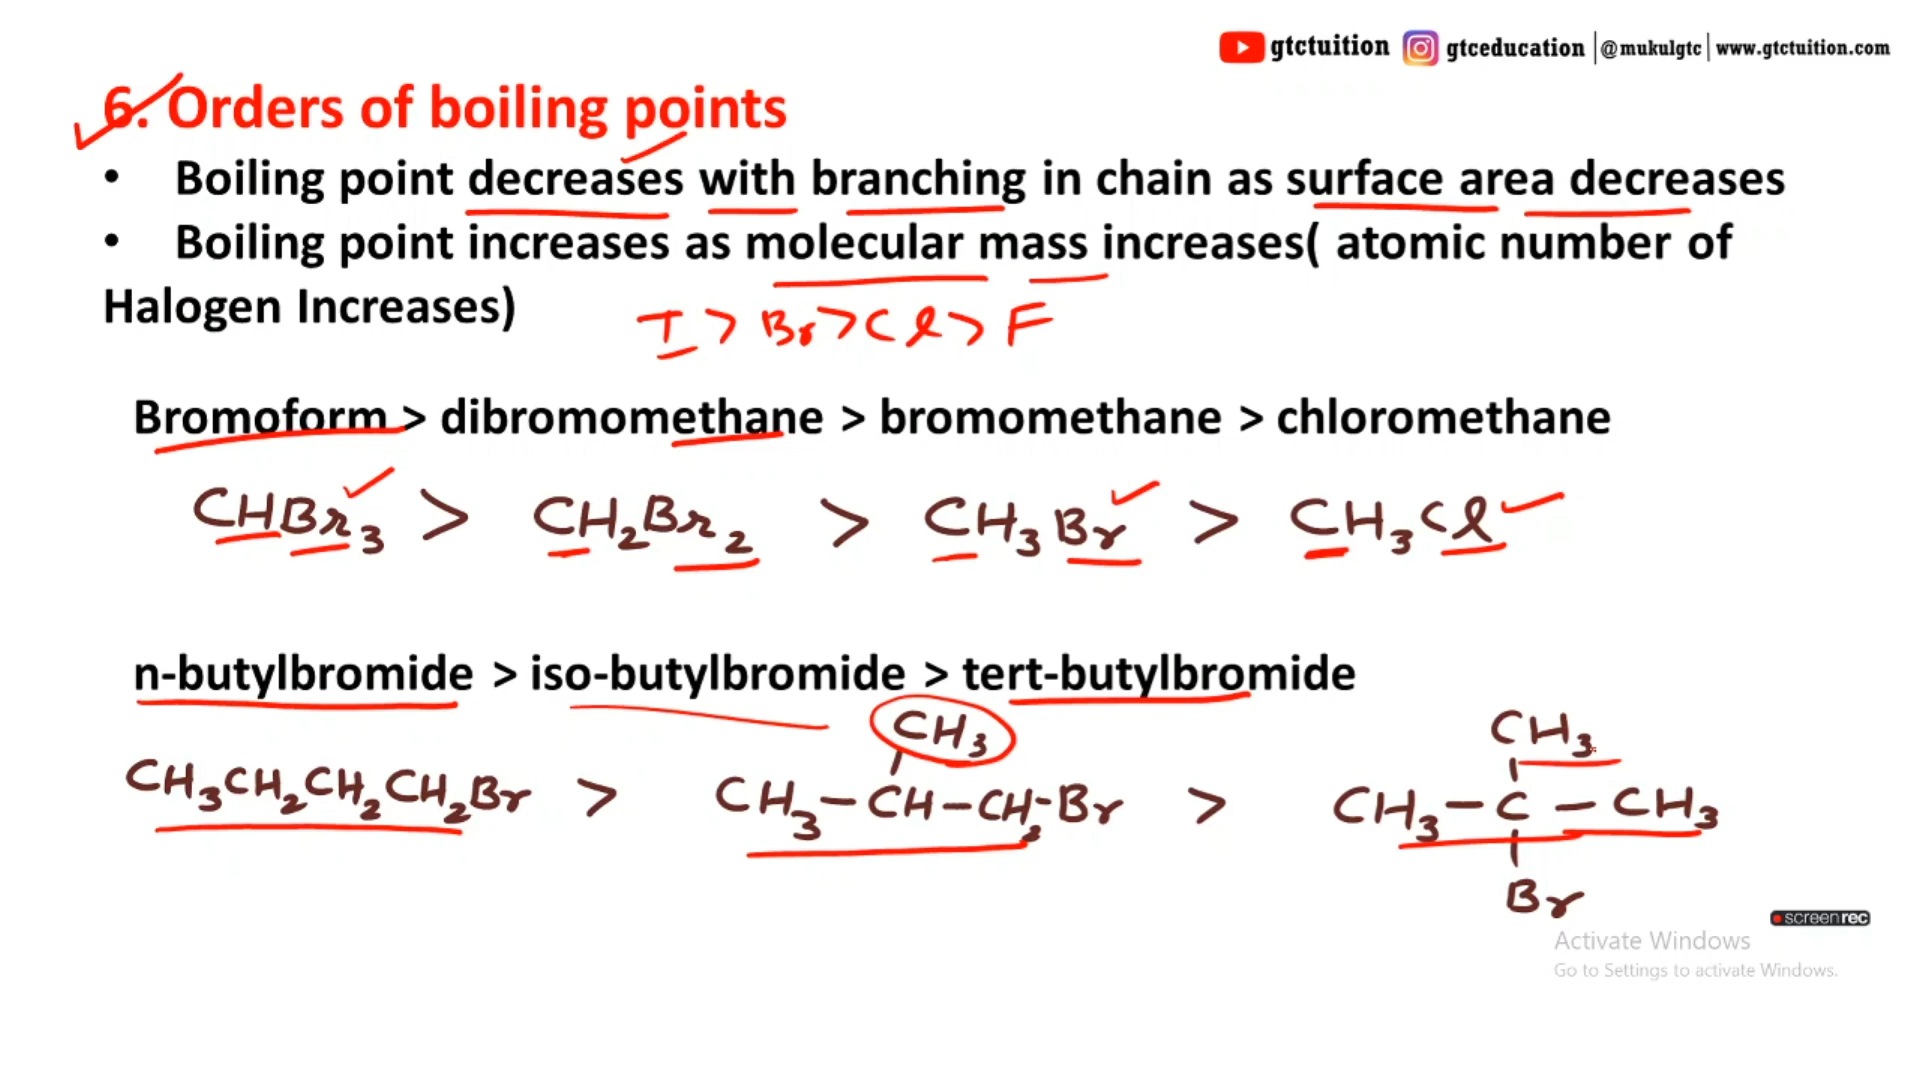 gtctuition gtceducation |@mukulgtc|www.gtctuition.com
6. Orders of boiling points
• Boiling point decreases with branching in chain as surface area decreases
• Boiling point increases as molecular mass increases( atomic number of
Halogen Increases)
I > Br > Cl > F
Bromoform > dibromomethane > bromomethane > chloromethane
CHBr₃ > CH₂Br₂ > CH₃Br > CH₃Cl
n-butylbromide > iso-butylbromide > tert-butylbromide
CH₃ CH₃
CH₃CH₂CH₂CH₂Br > CH₃-CH-CH₂-Br > CH₃-C-CH₃
Br
screenrec
Activate Windows
Go to Settings to activate Windows.